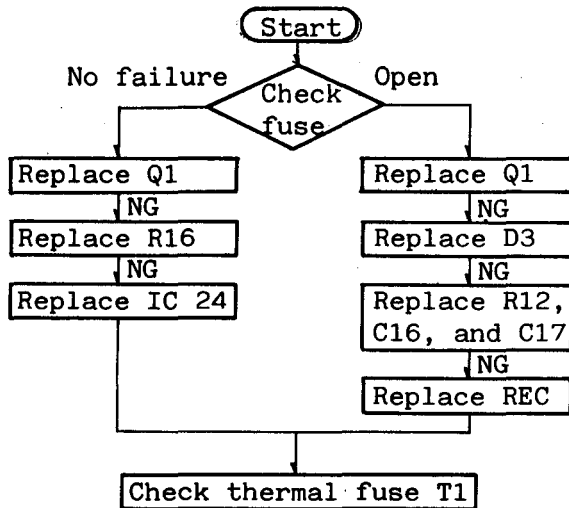 Start
No failure
Open
Check
fuse
Replace Q1
NG
Replace R16
NG
Replace IC 24
Replace Q1
NG
Replace D3
NG
Replace R12,
C16, and C17
NG
Replace REC
Check thermal fuse T1